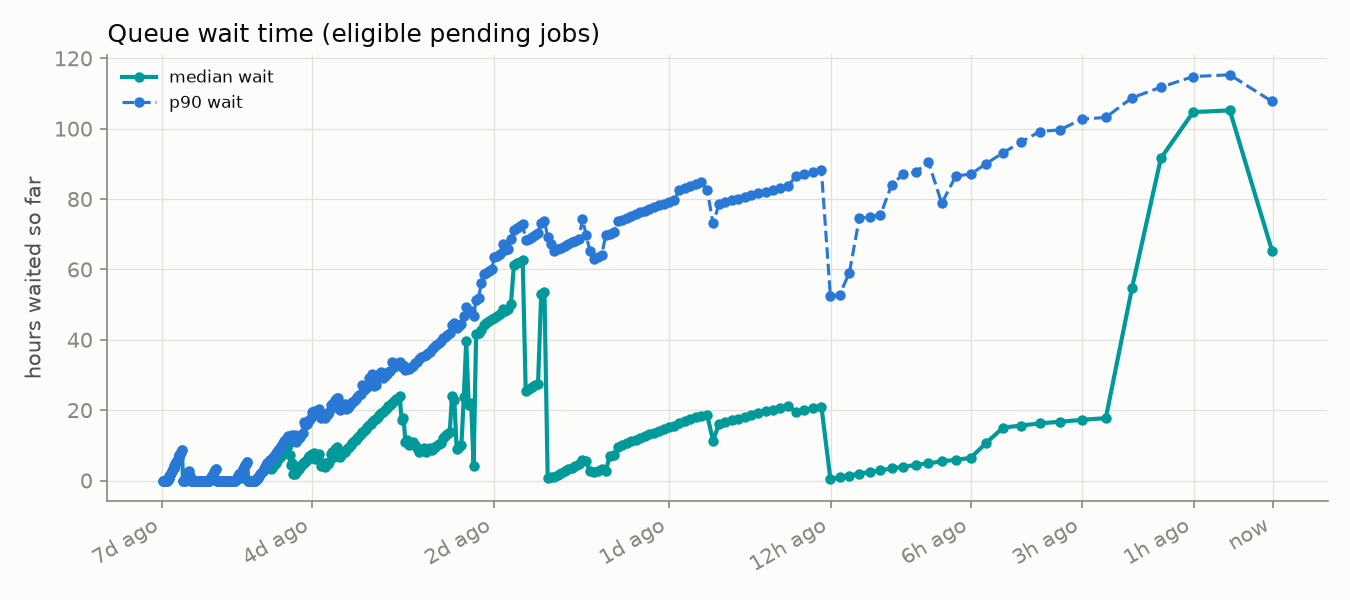 Queue wait time (eligible pending jobs)
median wait
p90 wait
hours waited so far
120
100
80
60
40
20
0
7d ago
4d ago
2d ago
1d ago
12h ago
6h ago
3h ago
1h ago
now